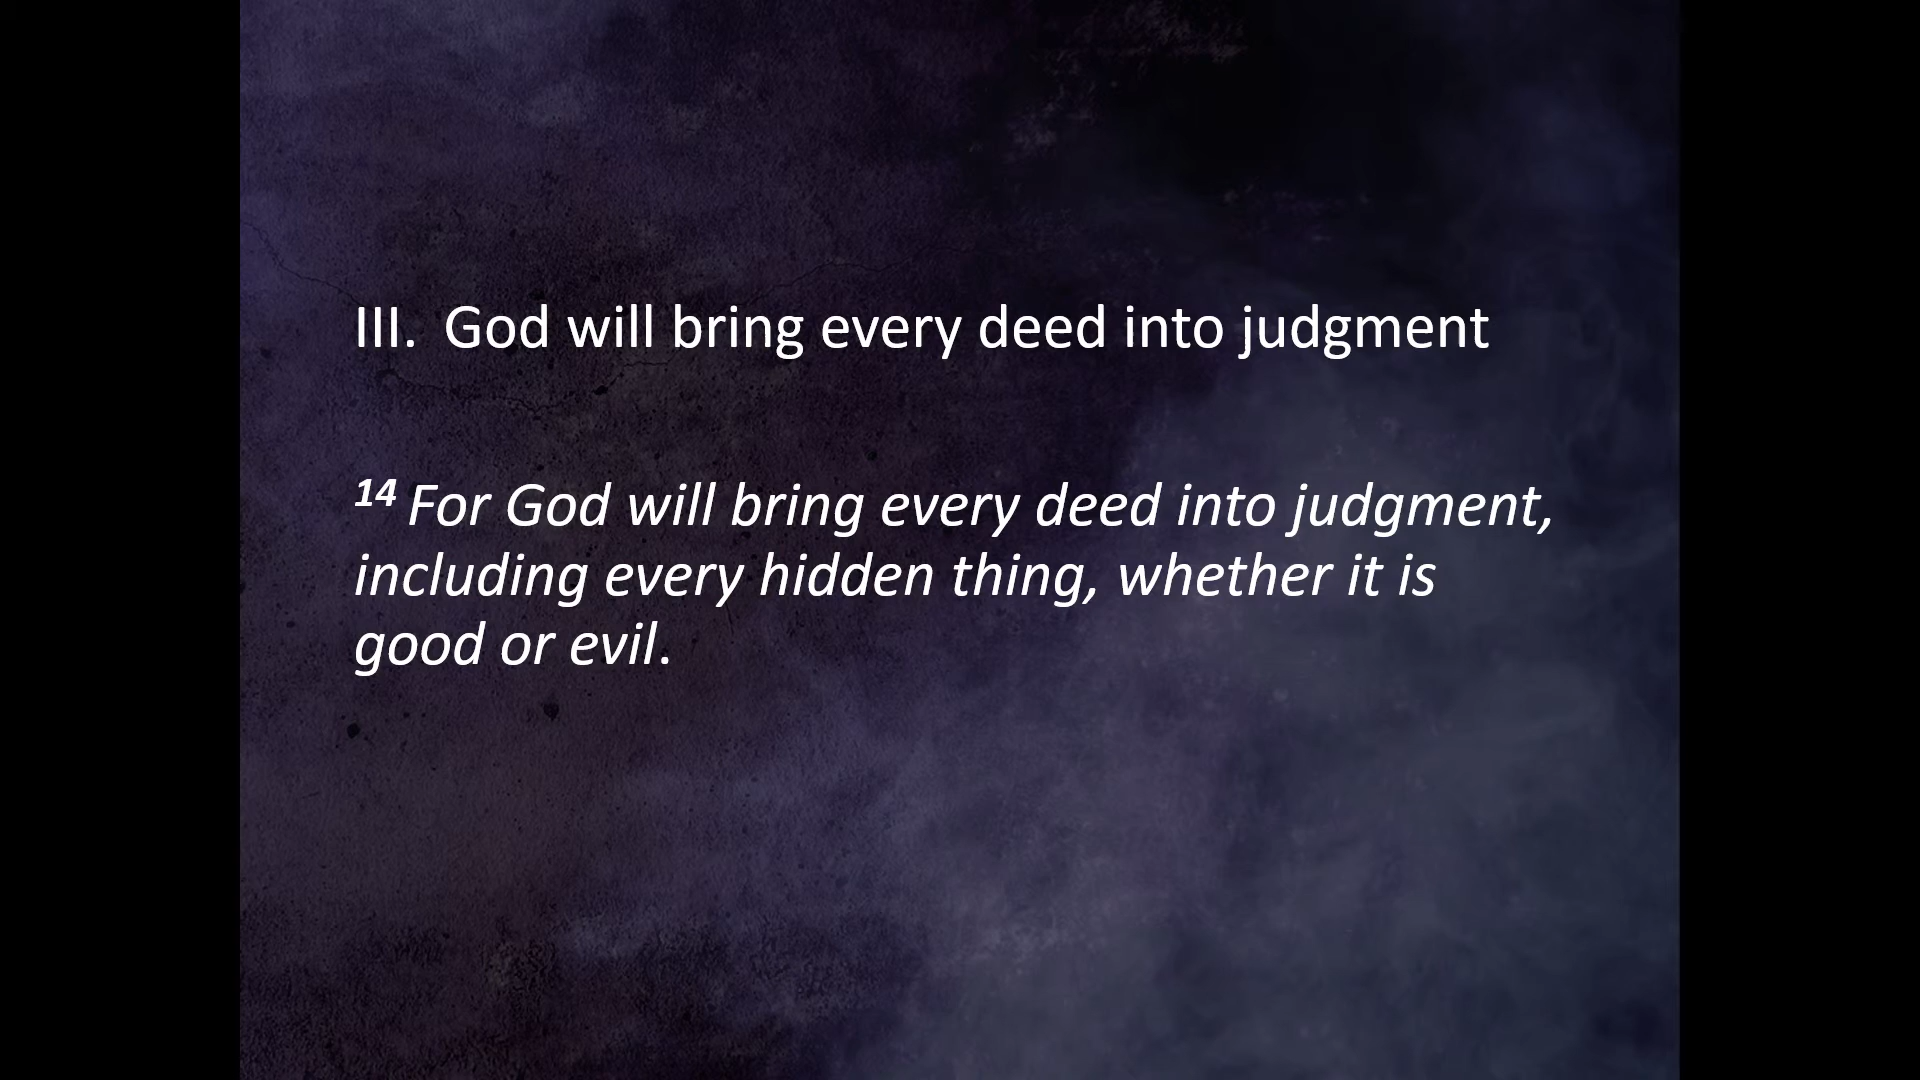 III. God will bring every deed into judgment
14 For God will bring every deed into judgment,
including every hidden thing, whether it is
good or evil.